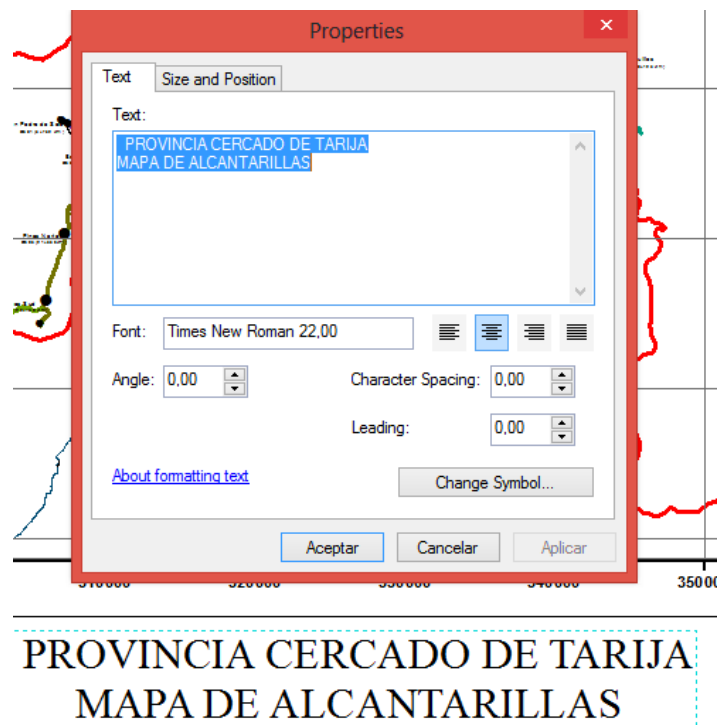 Properties
Text
Size and Position
Text:
PROVINCIA CERCADO DE TARIJA
MAPA DE ALCANTARILLAS
Font:
Times New Roman 22,00
Angle:
0,00
Character Spacing:
0,00
Leading:
0,00
About formatting text
Change Symbol...
Aceptar
Cancelar
Aplicar
35000
PROVINCIA CERCADO DE TARIJA
MAPA DE ALCANTARILLAS